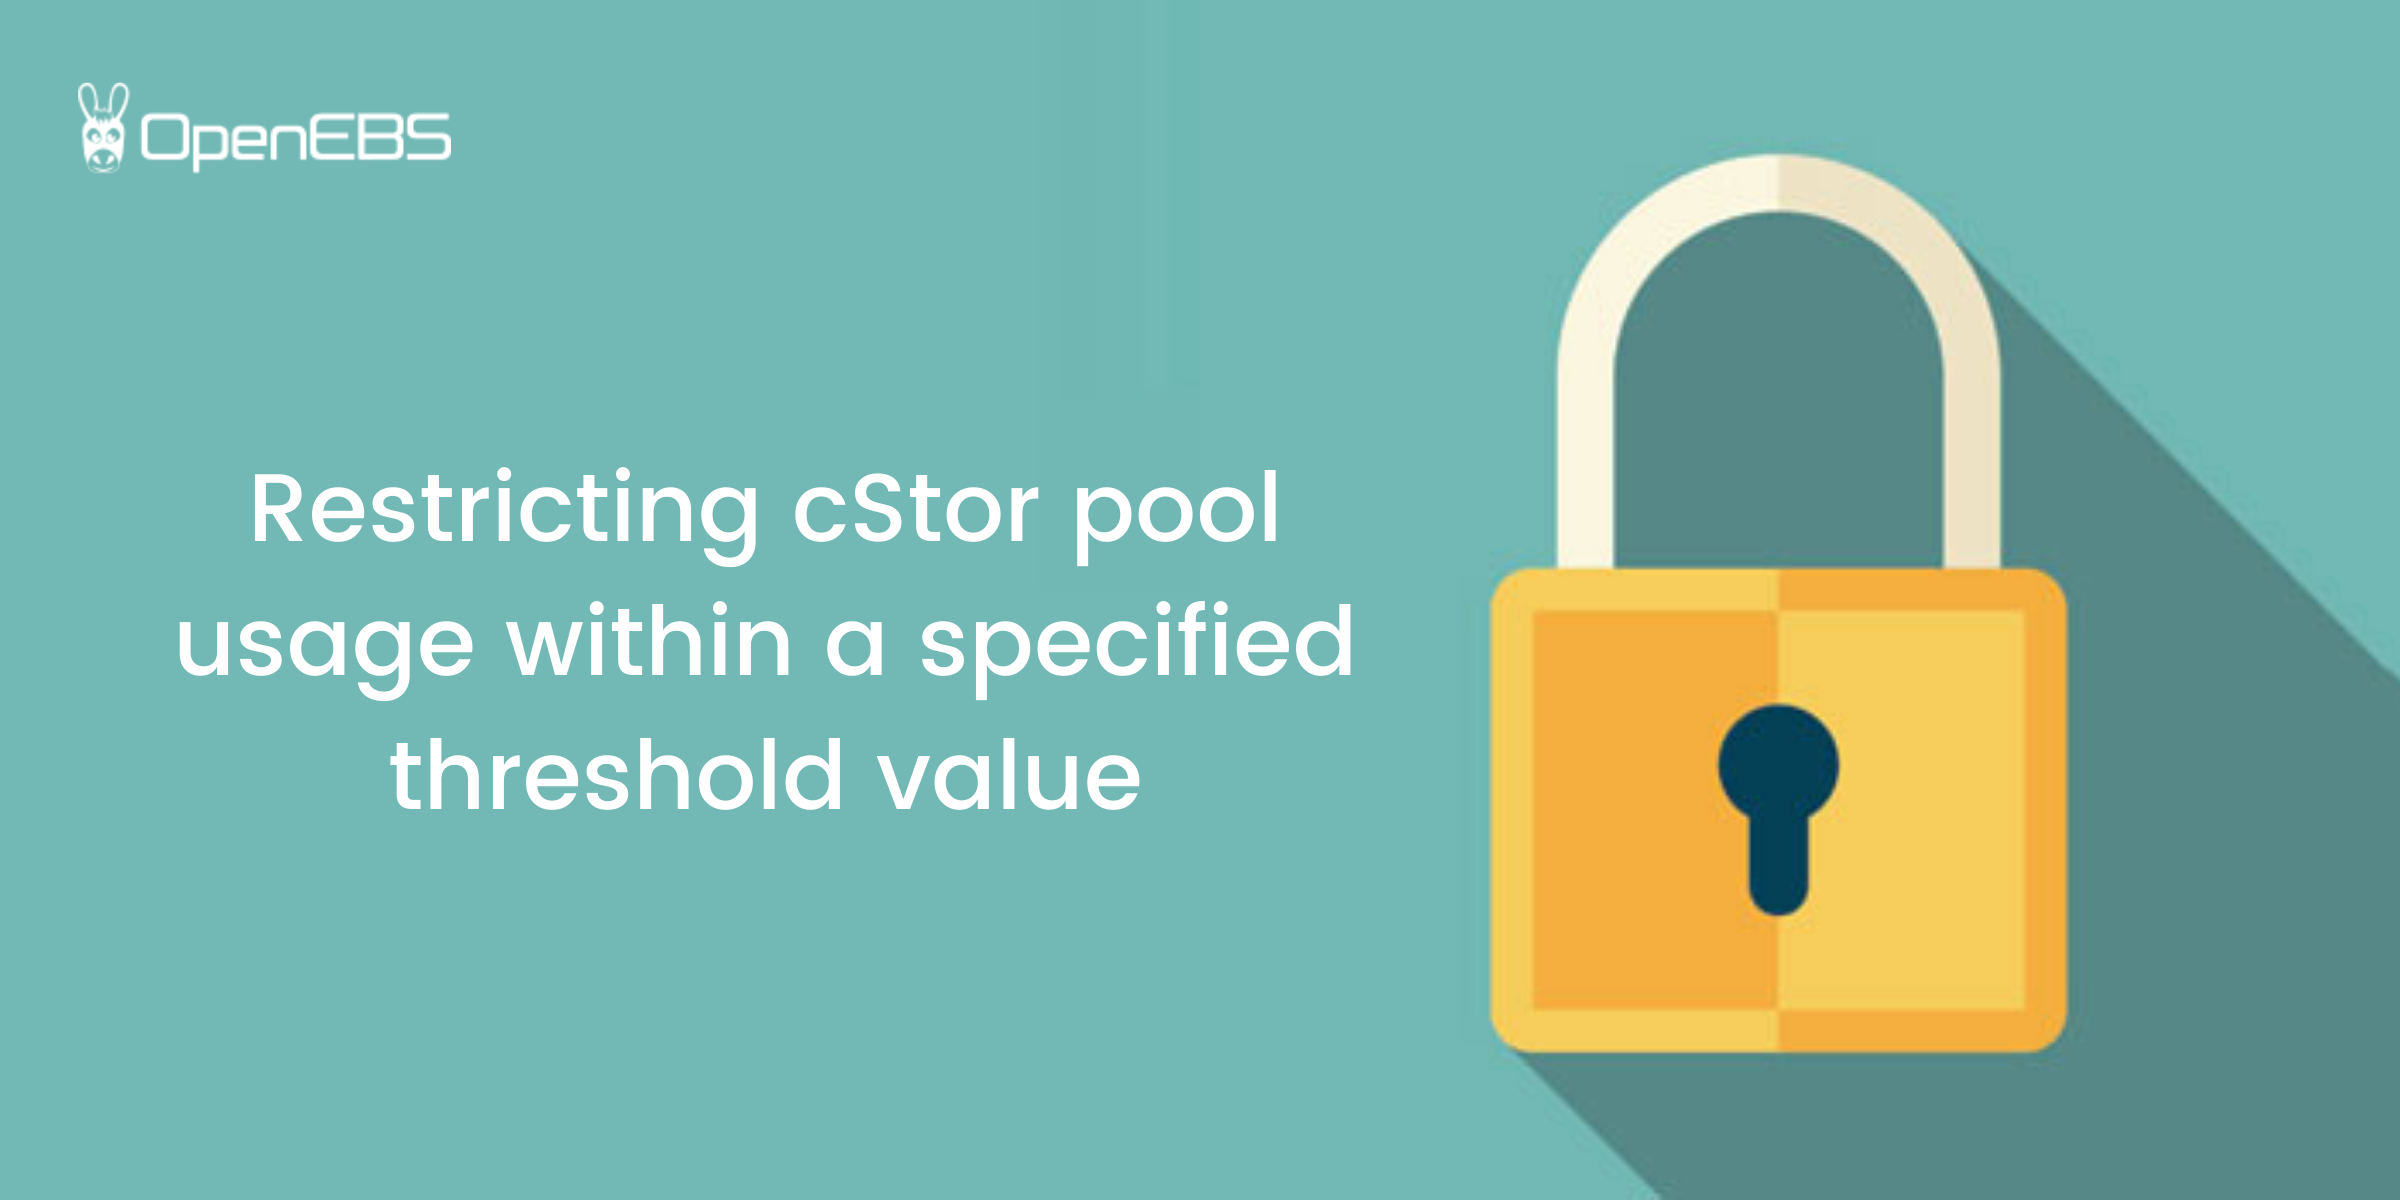 OpenEBS
Restricting cStor pool
usage within a specified
threshold value